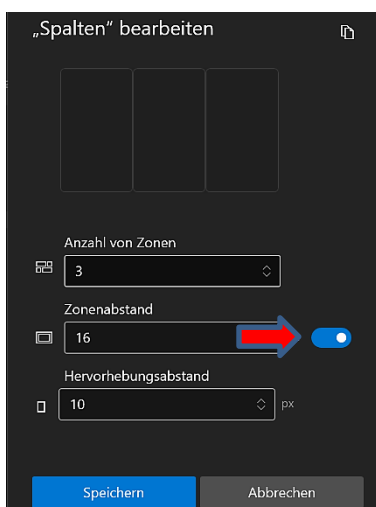 „Spalten“ bearbeiten
Anzahl von Zonen
3
Zonenabstand
16
Hervorhebungsabstand
10 px
Speichern Abbrechen